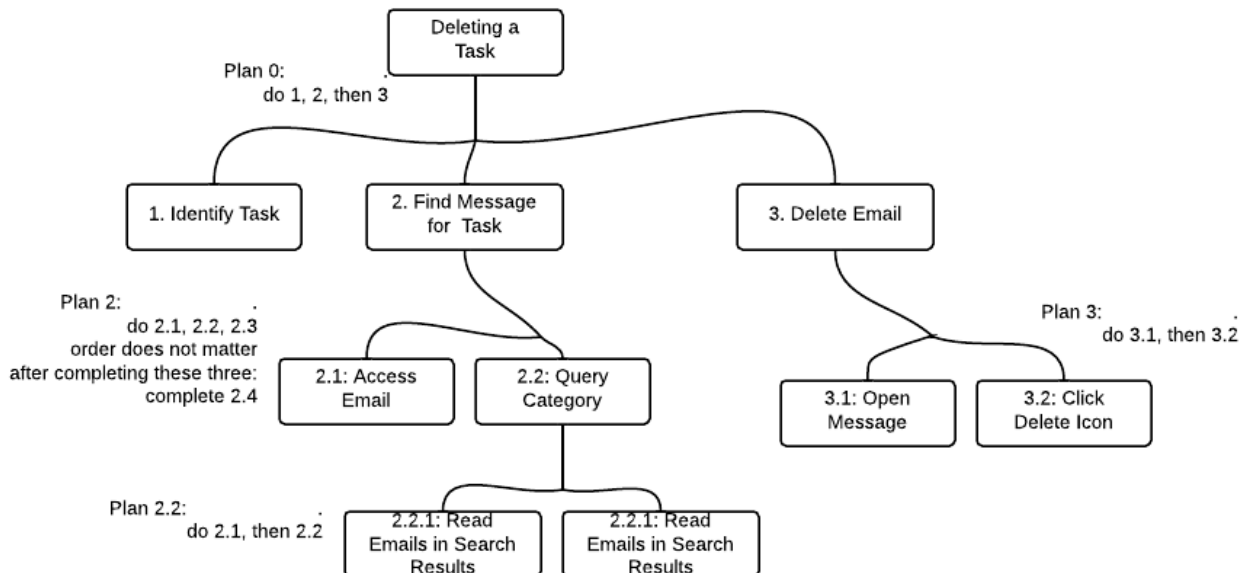 Deleting a
Task
Plan 0: .
do 1, 2, then 3
1. Identify Task
2. Find Message
for Task
3. Delete Email
Plan 2: .
do 2.1, 2.2, 2.3
order does not matter
after completing these three:
complete 2.4
Plan 3: .
do 3.1, then 3.2
2.1: Access
Email
2.2: Query
Category
3.1: Open
Message
3.2: Click
Delete Icon
Plan 2.2: .
do 2.1, then 2.2
2.2.1: Read
Emails in Search
Results
2.2.1: Read
Emails in Search
Results